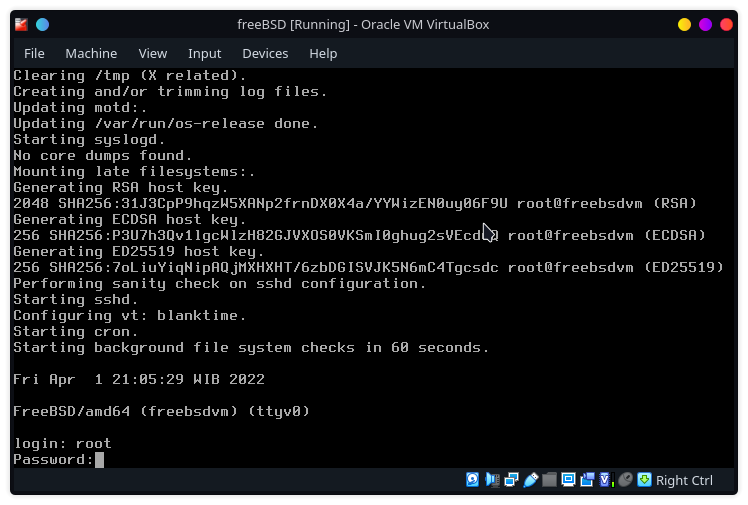 freeBSD [Running] - Oracle VM VirtualBox
File Machine View Input Devices Help
Clearing /tmp (X related).
Creating and/or trimming log files.
Updating motd:.
Updating /var/run/os-release done.
Starting syslogd.
No core dumps found.
Mounting late filesystems:.
Generating RSA host key.
2048 SHA256:31J3CpP9hqzW5XANp2frnDX0X4a/YYWizEN0uy06F9U root@freebsdvm (RSA)
Generating ECDSA host key.
256 root@freebsdvm (ECDSA)
Generating ED25519 host key.
256 SHA256:7oLiuYiqNipAQjMXHXHT/6zbDGISVJK5N6mC4Tgcsdc root@freebsdvm (ED25519)
Performing sanity check on sshd configuration.
Starting sshd.
Configuring vt: blanktime.
Starting cron.
Starting background file system checks in 60 seconds.
Fri Apr 1 21:05:29 WIB 2022
FreeBSD/amd64 (freebsdvm) (ttyv0)
login: root
Password:
Right Ctrl